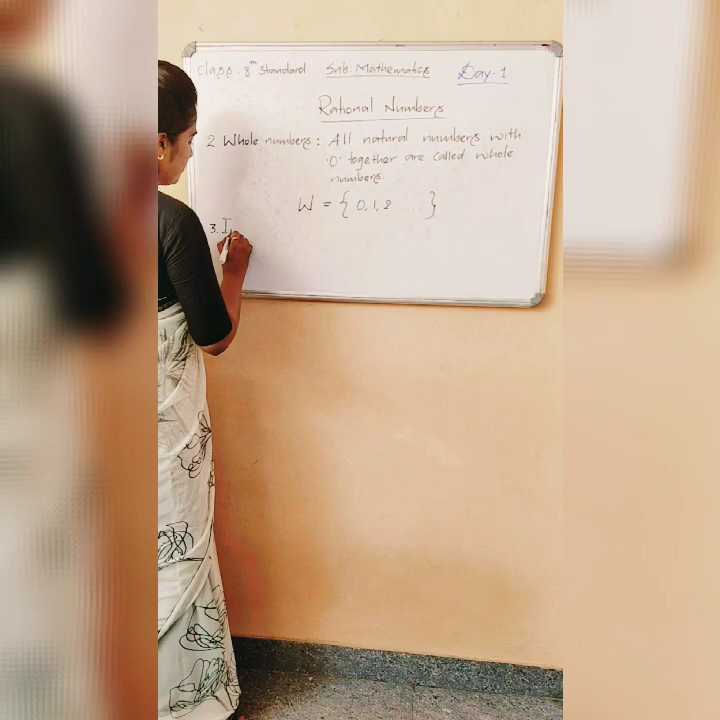 Class : 8th Standard Sub. Mathematics Day-1
Rational Numbers
2 Whole numbers : All natural numbers with
'0' together are called whole
numbers.
W = { 0, 1, 2 .... }
3. I